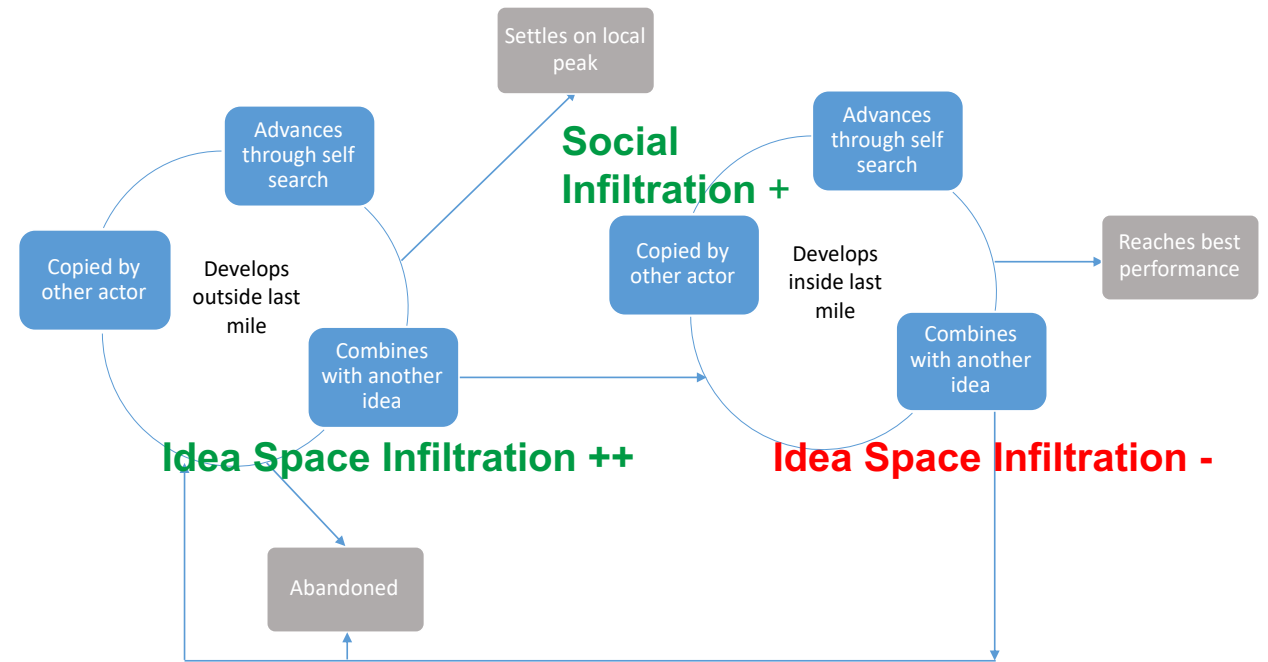 Settles on local
peak
Advances
through self
search
Social
Infiltration +
Advances
through self
search
Copied by
other actor
Develops
outside last
mile
Copied by
other actor
Develops
inside last
mile
Reaches best
performance
Combines
with another
idea
Combines
with another
idea
Idea Space Infiltration ++
Idea Space Infiltration -
Abandoned